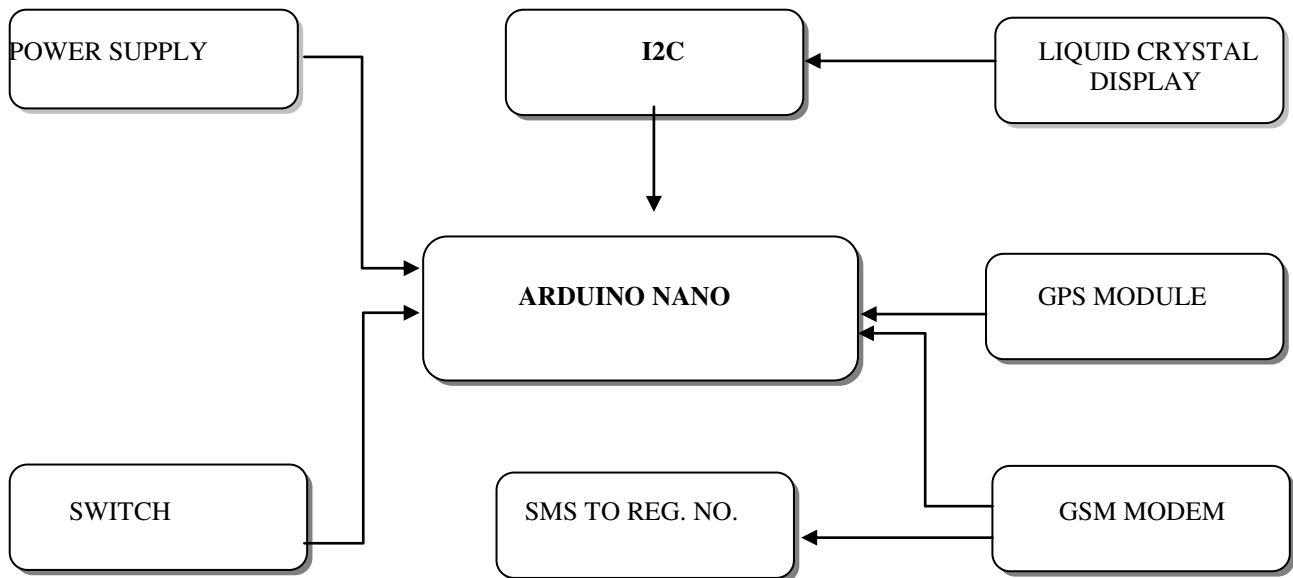 POWER SUPPLY
I2C
LIQUID CRYSTAL
DISPLAY
ARDUINO NANO
GPS MODULE
SWITCH
SMS TO REG. NO.
GSM MODEM